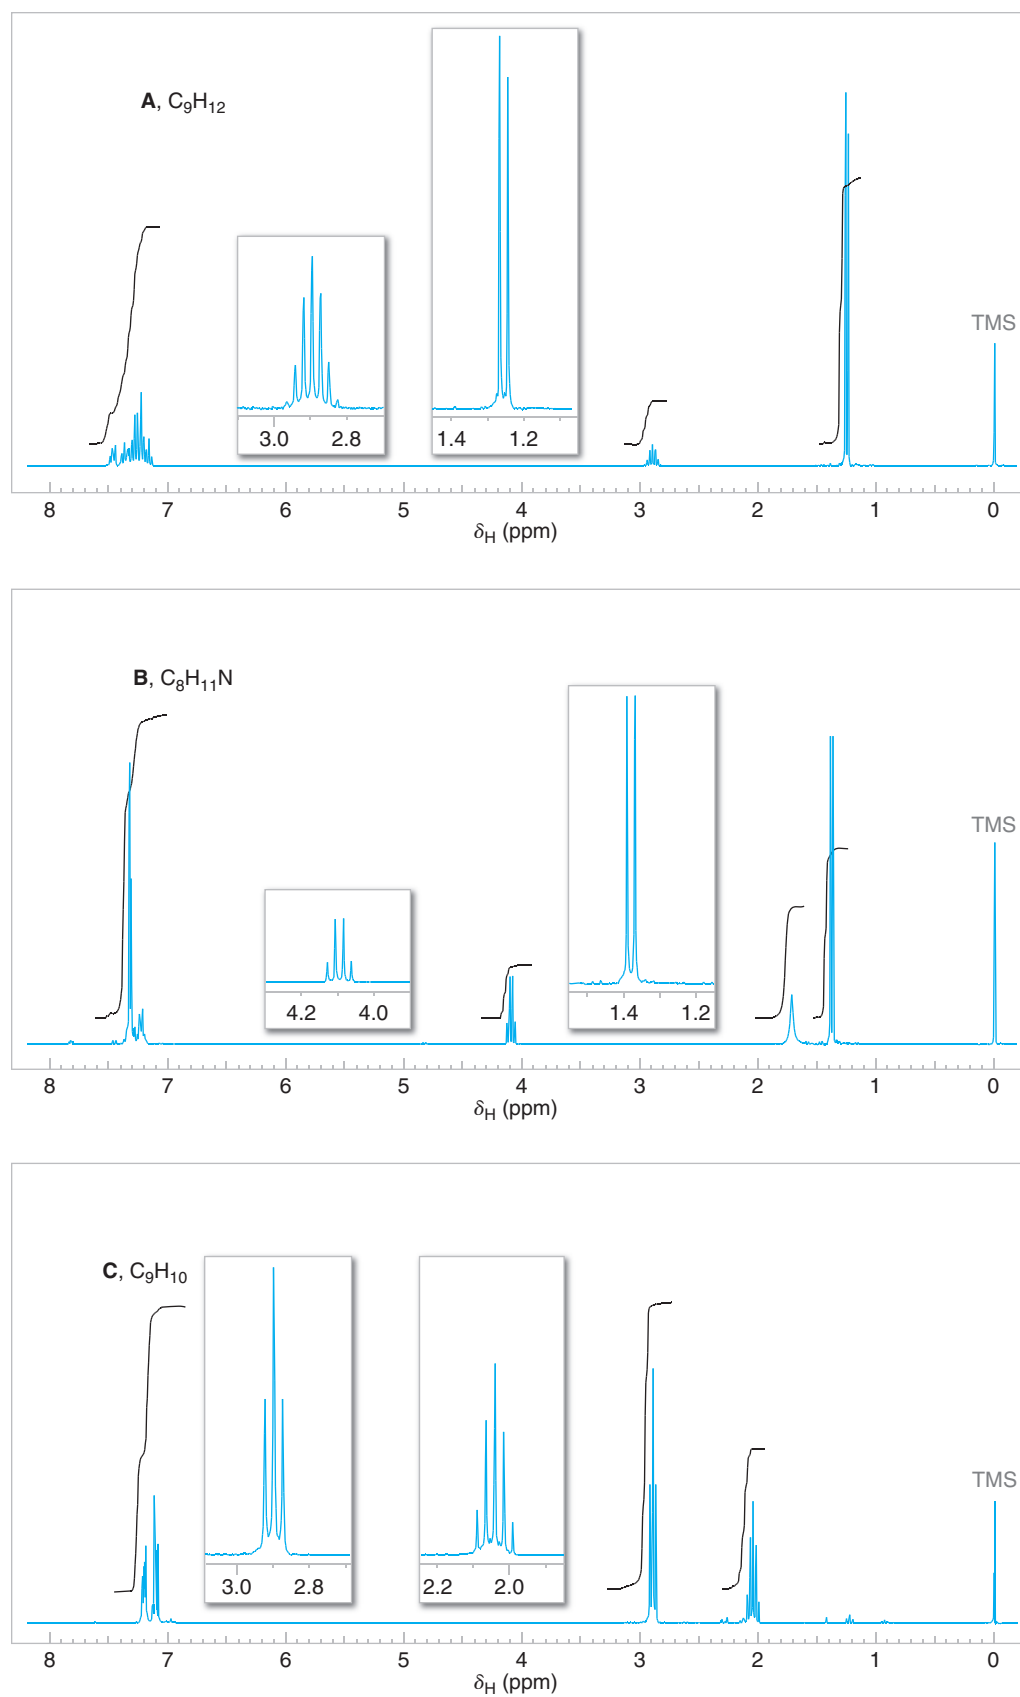 A, C₉H₁₂
TMS
3.0 2.8
1.4 1.2
8 7 6 5 4 3 2 1 0
δH (ppm)
B, C₈H₁₁N
TMS
4.2 4.0
1.4 1.2
8 7 6 5 4 3 2 1 0
δH (ppm)
C, C₉H₁₀
TMS
3.0 2.8
2.2 2.0
8 7 6 5 4 3 2 1 0
δH (ppm)